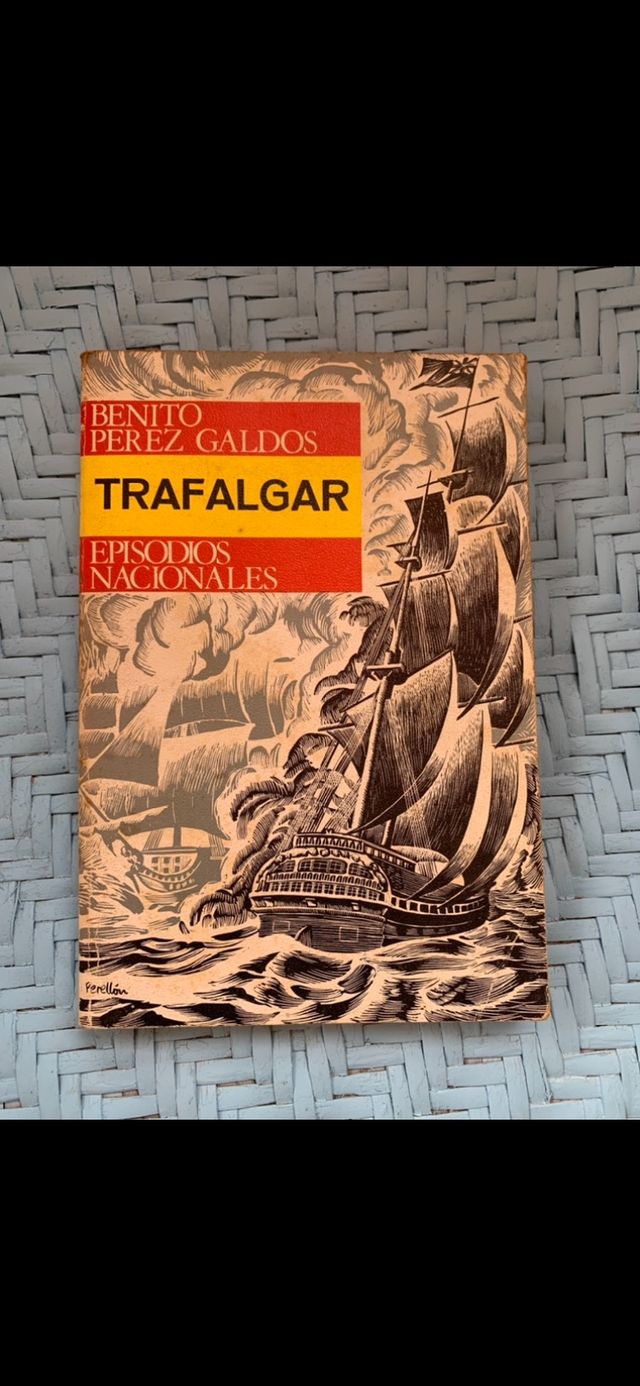 BENITO
PEREZ GALDOS
TRAFALGAR
EPISODIOS
NACIONALES
Perellón